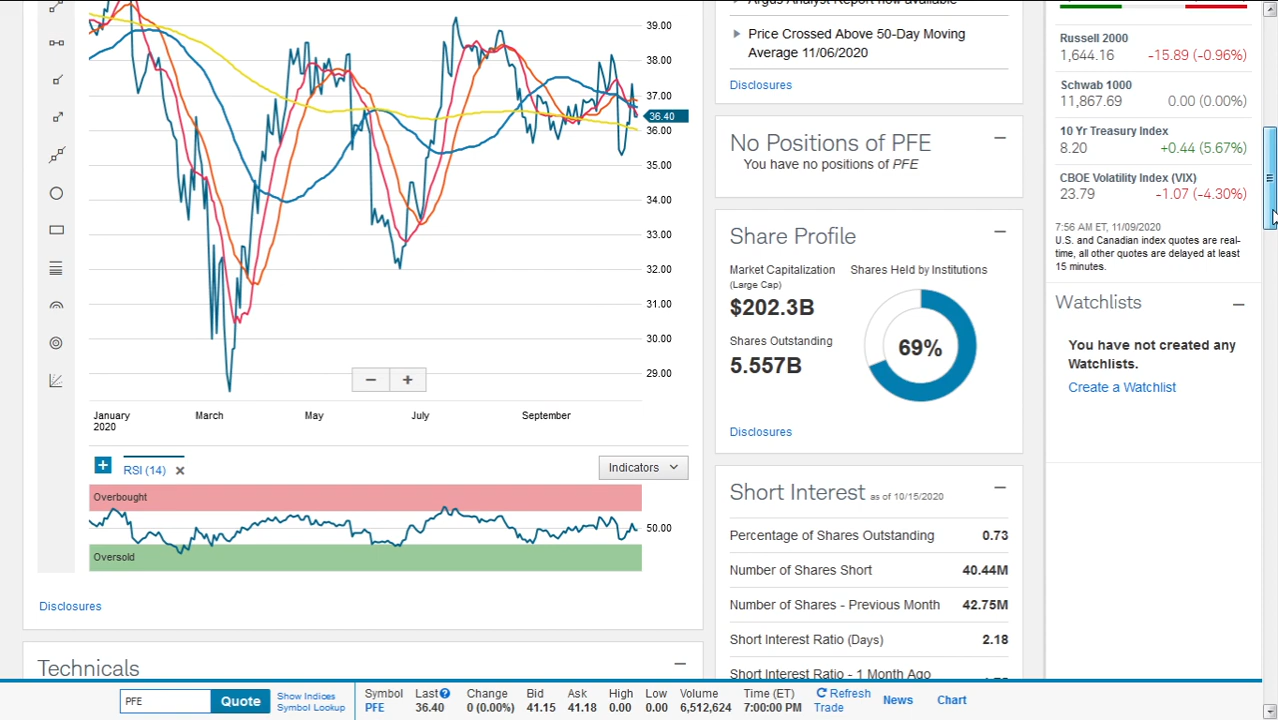 39.00
38.00
37.00
36.40
36.00
35.00
34.00
33.00
32.00
31.00
30.00
29.00
− +
January March May July September
2020
RSI (14) ×
Indicators
Overbought
50.00
Oversold
Disclosures
Technicals
Argus Analyst Report now available
Price Crossed Above 50-Day Moving
Average 11/06/2020
Disclosures
No Positions of PFE
You have no positions of PFE
Share Profile
Market Capitalization
(Large Cap)
$202.3B
Shares Outstanding
5.557B
Shares Held by Institutions
69%
Disclosures
Short Interest as of 10/15/2020
Percentage of Shares Outstanding 0.73
Number of Shares Short 40.44M
Number of Shares - Previous Month 42.75M
Short Interest Ratio (Days) 2.18
Short Interest Ratio - 1 Month Ago
Russell 2000
1,644.16 -15.89 (-0.96%)
Schwab 1000
11,867.69 0.00 (0.00%)
10 Yr Treasury Index
8.20 +0.44 (5.67%)
CBOE Volatility Index (VIX)
23.79 -1.07 (-4.30%)
7:56 AM ET, 11/09/2020
U.S. and Canadian index quotes are real-
time, all other quotes are delayed at least
15 minutes.
Watchlists
You have not created any
Watchlists.
Create a Watchlist
PFE Quote
Show Indices
Symbol Lookup
Symbol Last Change Bid Ask High Low Volume Time (ET) Refresh
PFE 36.40 0 (0.00%) 41.15 41.18 0.00 0.00 6,512,624 7:00:00 PM Trade
News Chart